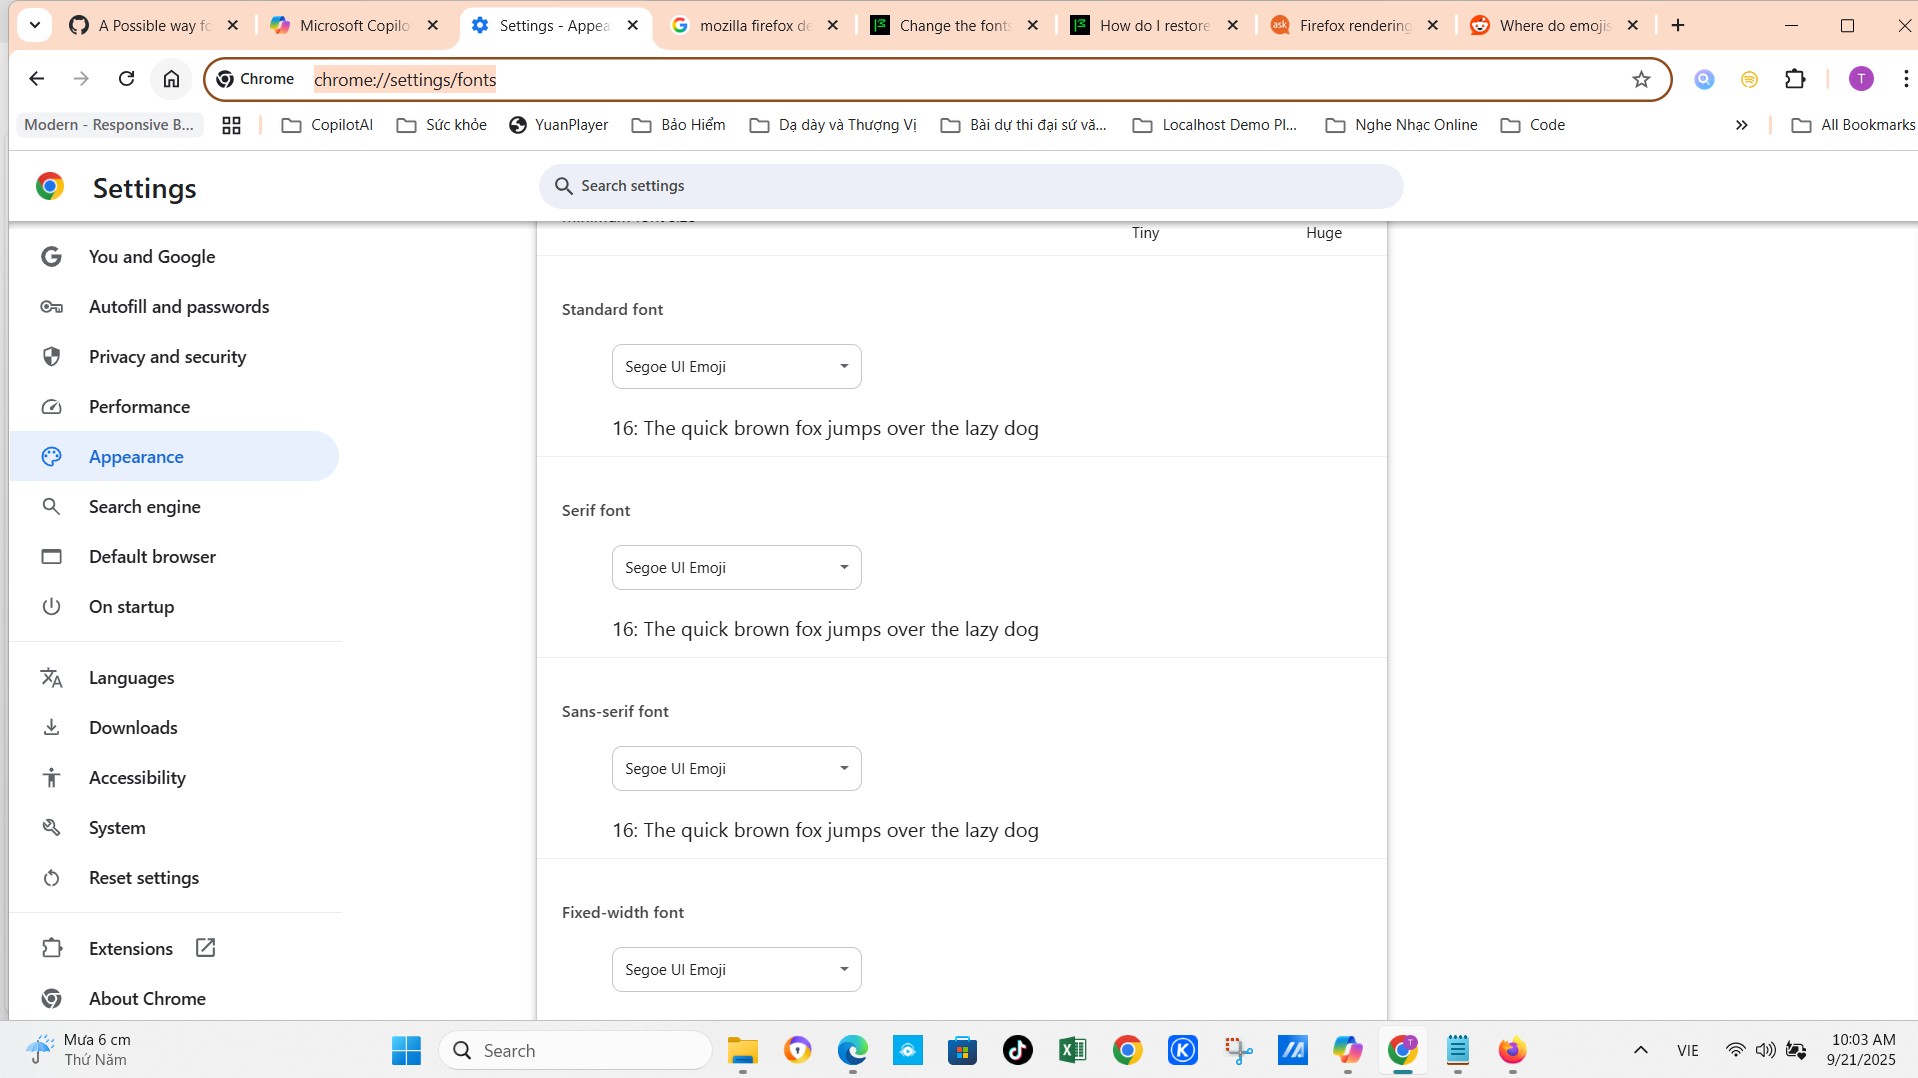 A Possible way fo
Microsoft Copilo
Settings - Appea
mozilla firefox de
Change the fonts
How do I restore
Firefox rendering
Where do emojis
Chrome
chrome://settings/fonts
T
Modern - Responsive B...
CopilotAI
Sức khỏe
YuanPlayer
Bảo Hiểm
Dạ dày và Thượng Vị
Bài dự thi đại sứ vă...
Localhost Demo Pl...
Nghe Nhạc Online
Code
All Bookmarks
Settings
Search settings
Minimum font size
Tiny
Huge
You and Google
Autofill and passwords
Privacy and security
Performance
Appearance
Search engine
Default browser
On startup
Languages
Downloads
Accessibility
System
Reset settings
Extensions
About Chrome
Standard font
Segoe UI Emoji
16: The quick brown fox jumps over the lazy dog
Serif font
Segoe UI Emoji
16: The quick brown fox jumps over the lazy dog
Sans-serif font
Segoe UI Emoji
16: The quick brown fox jumps over the lazy dog
Fixed-width font
Segoe UI Emoji
Mưa 6 cm
Thứ Năm
Search
VIE
10:03 AM
9/21/2025